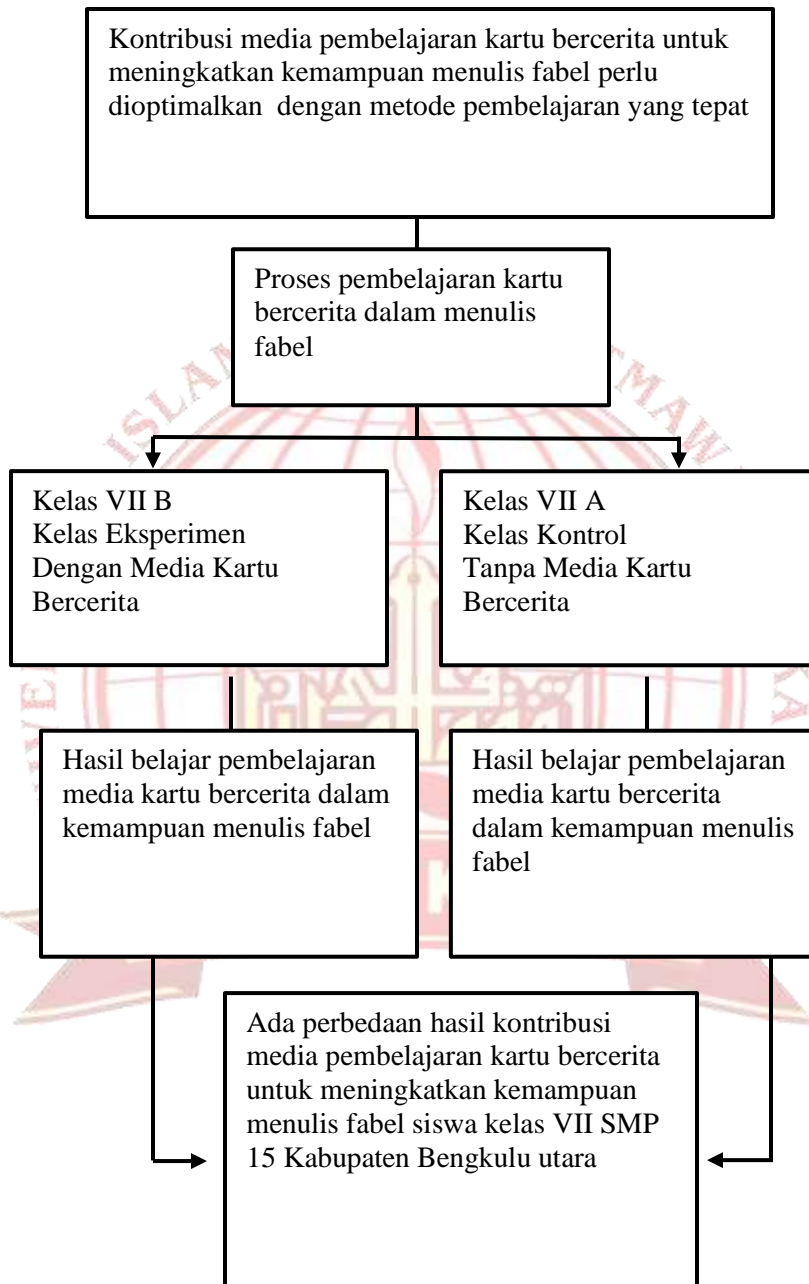 Kontribusi media pembelajaran kartu bercerita untuk
meningkatkan kemampuan menulis fabel perlu
dioptimalkan dengan metode pembelajaran yang tepat
Proses pembelajaran kartu
bercerita dalam menulis
fabel
Kelas VII B
Kelas Eksperimen
Dengan Media Kartu
Bercerita
Kelas VII A
Kelas Kontrol
Tanpa Media Kartu
Bercerita
Hasil belajar pembelajaran
media kartu bercerita dalam
kemampuan menulis fabel
Hasil belajar pembelajaran
media kartu bercerita
dalam kemampuan menulis
fabel
Ada perbedaan hasil kontribusi
media pembelajaran kartu bercerita
untuk meningkatkan kemampuan
menulis fabel siswa kelas VII SMP
15 Kabupaten Bengkulu utara